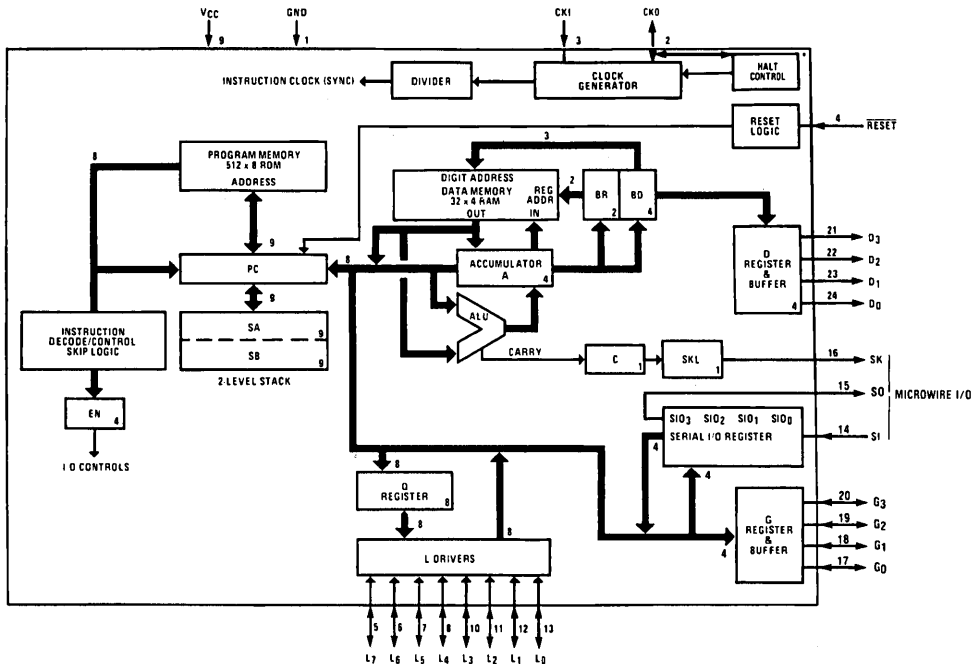 VCC GND CKI CKO
9 1 3 2
INSTRUCTION CLOCK (SYNC)
DIVIDER
CLOCK
GENERATOR
HALT
CONTROL
*
RESET
LOGIC
4
RESET
8
PROGRAM MEMORY
512 x 8 ROM
ADDRESS
9
3
DIGIT ADDRESS
DATA MEMORY
32 x 4 RAM
OUT
REG
ADDR
IN
2
BR
2
BD
4
D
REGISTER
&
BUFFER
4
21 D3
22 D2
23 D1
24 D0
PC
8
ACCUMULATOR
A
4
9
SA
9
SB
9
2-LEVEL STACK
INSTRUCTION
DECODE/CONTROL
SKIP LOGIC
EN
4
I O CONTROLS
ALU
CARRY
C
1
SKL
1
16 SK
15 SO
MICROWIRE I/O
14 SI
SIO3 SIO2 SIO1 SIO0
SERIAL I/O REGISTER
4
4
8
Q
REGISTER
8
8
8
L DRIVERS
G
REGISTER
&
BUFFER
4
20 G3
19 G2
18 G1
17 G0
5 6 7 8 10 11 12 13
L7 L6 L5 L4 L3 L2 L1 L0